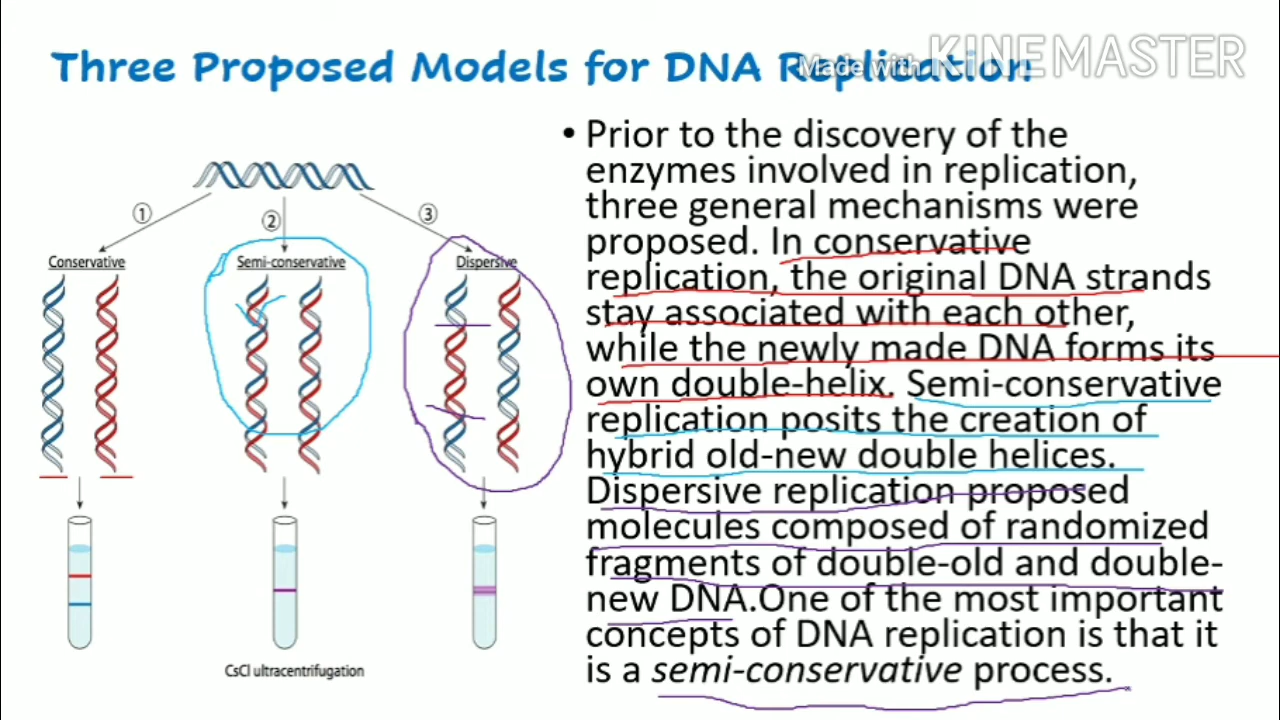 Three Proposed Models for DNA Replication
Made with KINEMASTER
• Prior to the discovery of the
enzymes involved in replication,
three general mechanisms were
proposed. In conservative
replication, the original DNA strands
stay associated with each other,
while the newly made DNA forms its
own double-helix. Semi-conservative
replication posits the creation of
hybrid old-new double helices.
Dispersive replication proposed
molecules composed of randomized
fragments of double-old and double-
new DNA.One of the most important
concepts of DNA replication is that it
is a semi-conservative process.
① ② ③
Conservative Semi-conservative Dispersive
CsCl ultracentrifugation